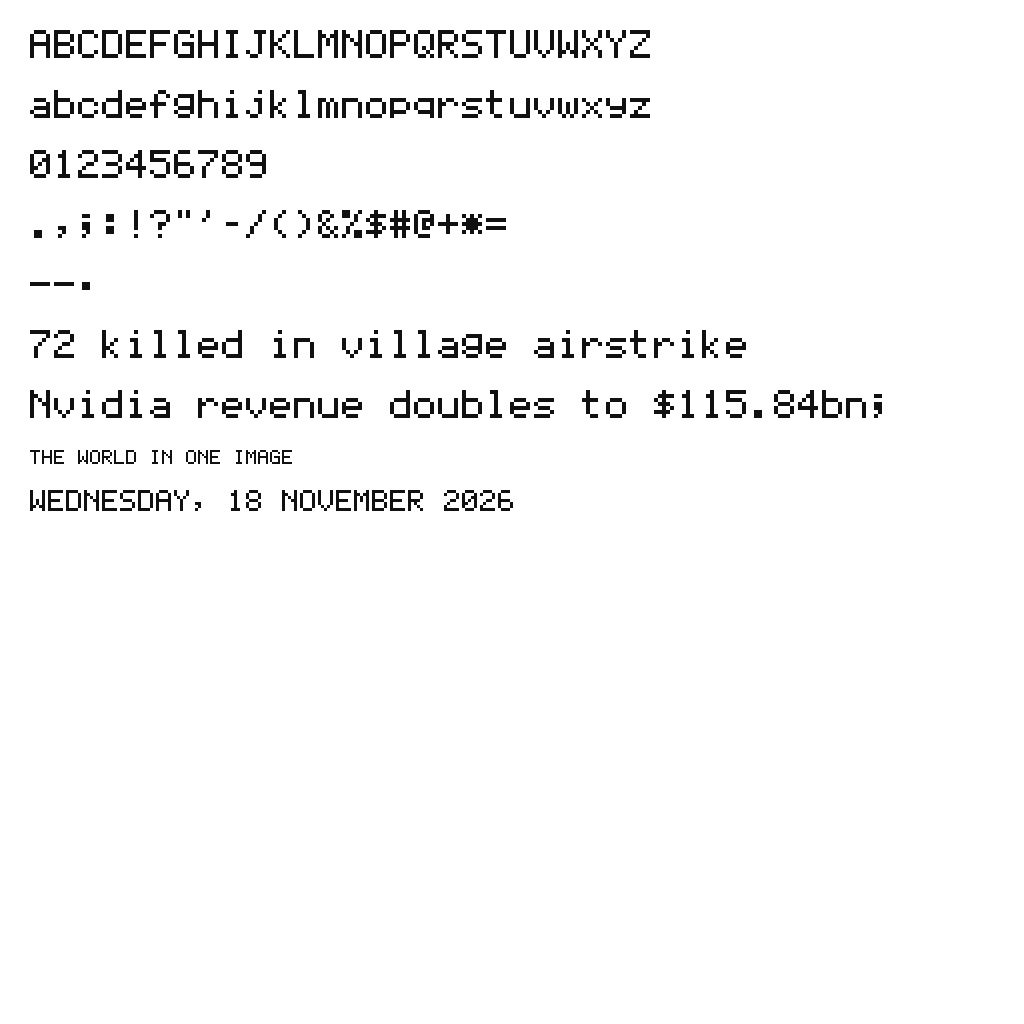 ABCDEFGHIJKLMNOPQRSTUVWXYZ
abcdefghijklmnopqrstuvwxyz
0123456789
.,;:!?"'-/()&%$#@+*=
——.
72 killed in village airstrike
Nvidia revenue doubles to $115.84bn;
THE WORLD IN ONE IMAGE
WEDNESDAY, 18 NOVEMBER 2026